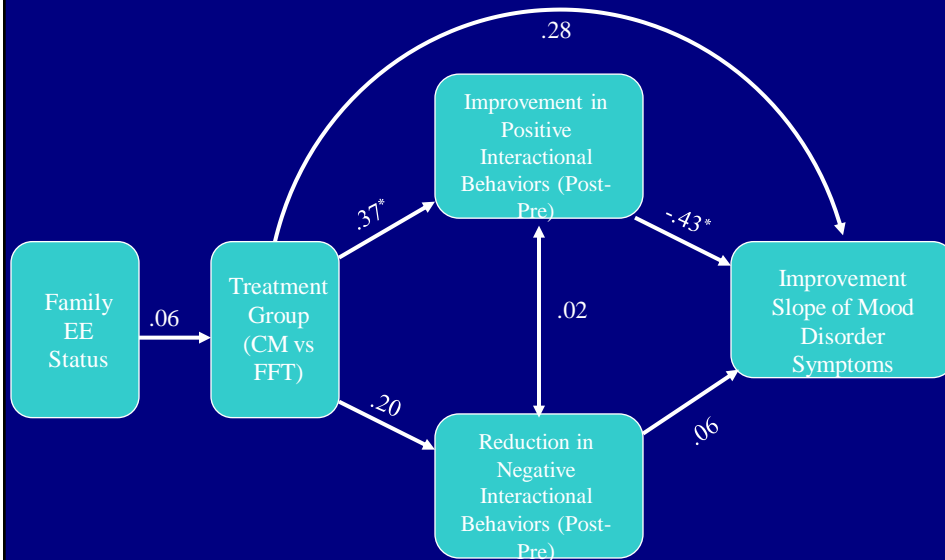 .28
Improvement in
Positive
Interactional
Behaviors (Post-
Pre)
.37*
-.43*
Family
EE
Status
.06
Treatment
Group
(CM vs
FFT)
.02
Improvement
Slope of Mood
Disorder
Symptoms
.20
.06
Reduction in
Negative
Interactional
Behaviors (Post-
Pre)